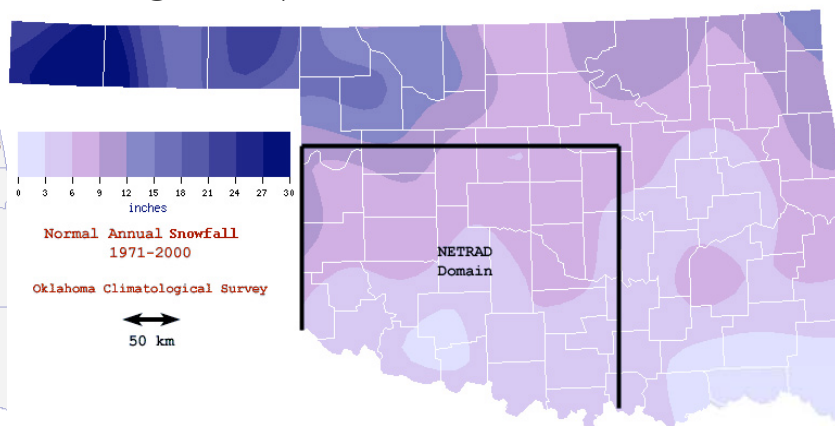 0 3 6 9 12 15 18 21 24 27 30
inches
Normal Annual Snowfall
1971-2000
NETRAD
Domain
Oklahoma Climatological Survey
50 km